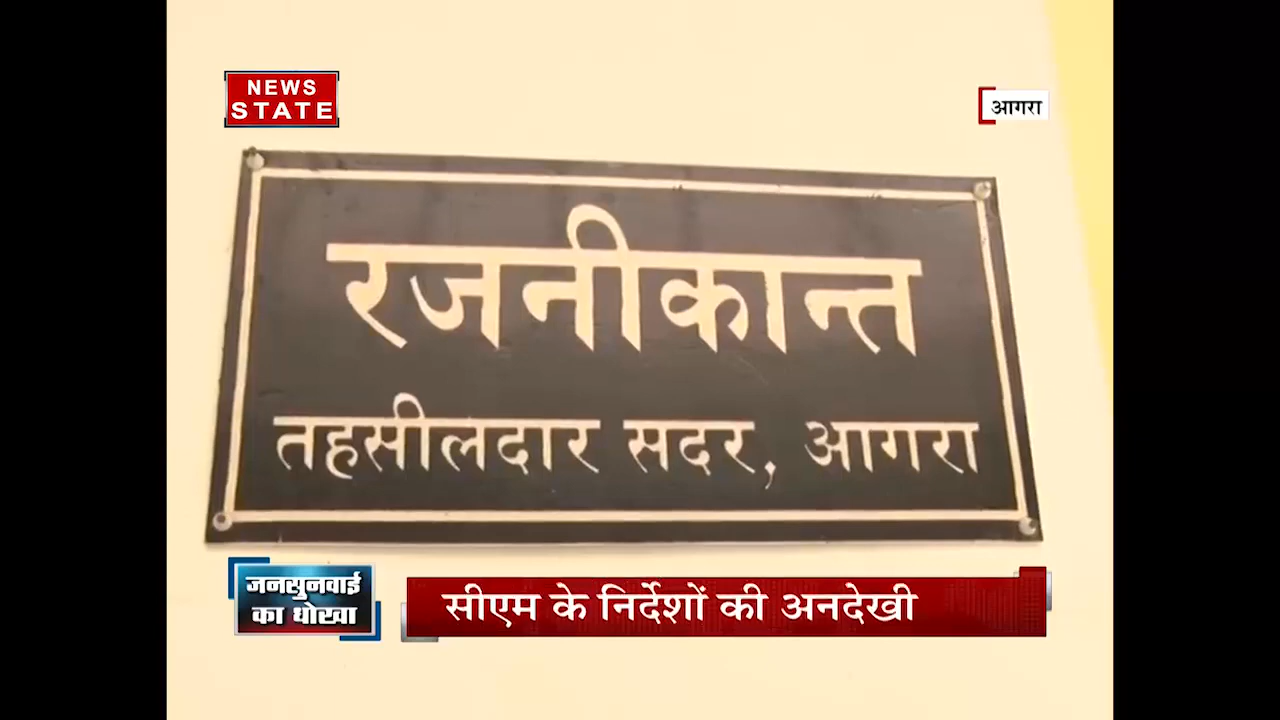 NEWS
STATE
आगरा
रजनीकान्त
तहसीलदार सदर, आगरा
जनसुनवाई
का धोखा
सीएम के निर्देशों की अनदेखी